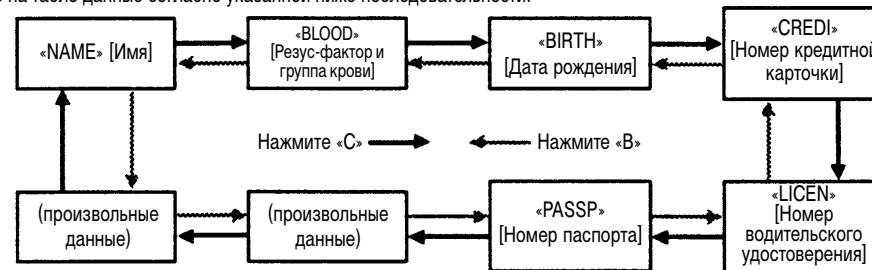 на табло данные согласно указанной ниже последовательности.
«NAME» [Имя]
«BLOOD»
[Резус-фактор и
группа крови]
«BIRTH»
[Дата рождения]
«CREDI»
[Номер кредитной
карточки]
Нажмите «C»
Нажмите «B»
(произвольные
данные)
(произвольные
данные)
«PASSP»
[Номер паспорта]
«LICEN»
[Номер
водительского
удостоверения]